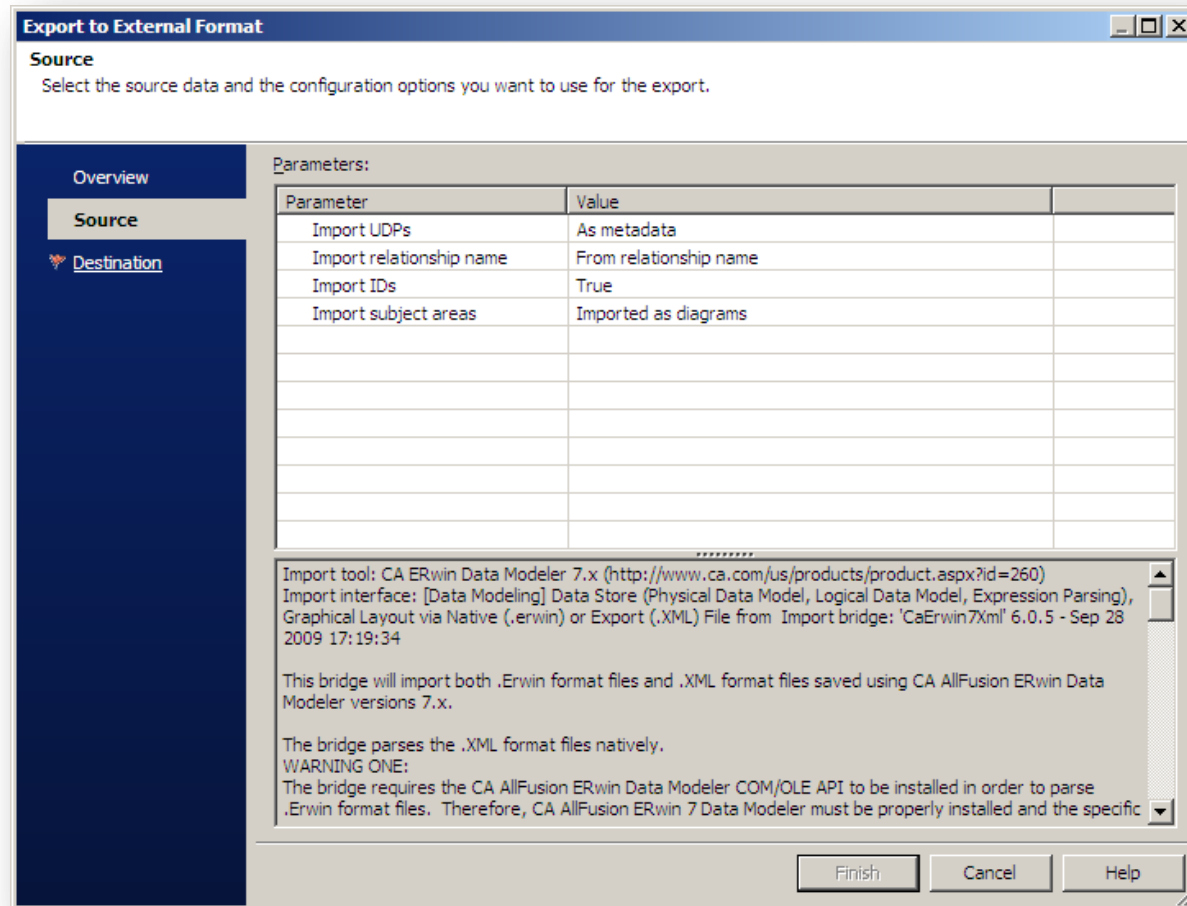 Export to External Format
Source
Select the source data and the configuration options you want to use for the export.
Overview
Source
Destination
Parameters:
Parameter Value
Import UDPs As metadata
Import relationship name From relationship name
Import IDs True
Import subject areas Imported as diagrams
Import tool: CA ERwin Data Modeler 7.x (http://www.ca.com/us/products/product.aspx?id=260)
Import interface: [Data Modeling] Data Store (Physical Data Model, Logical Data Model, Expression Parsing),
Graphical Layout via Native (.erwin) or Export (.XML) File from  Import bridge: 'CaErwin7Xml' 6.0.5 - Sep 28
2009 17:19:34
This bridge will import both .Erwin format files and .XML format files saved using CA AllFusion ERwin Data
Modeler versions 7.x.
The bridge parses the .XML format files natively.
WARNING ONE:
The bridge requires the CA AllFusion ERwin Data Modeler COM/OLE API to be installed in order to parse
.Erwin format files.  Therefore, CA AllFusion ERwin 7 Data Modeler must be properly installed and the specific
Finish Cancel Help